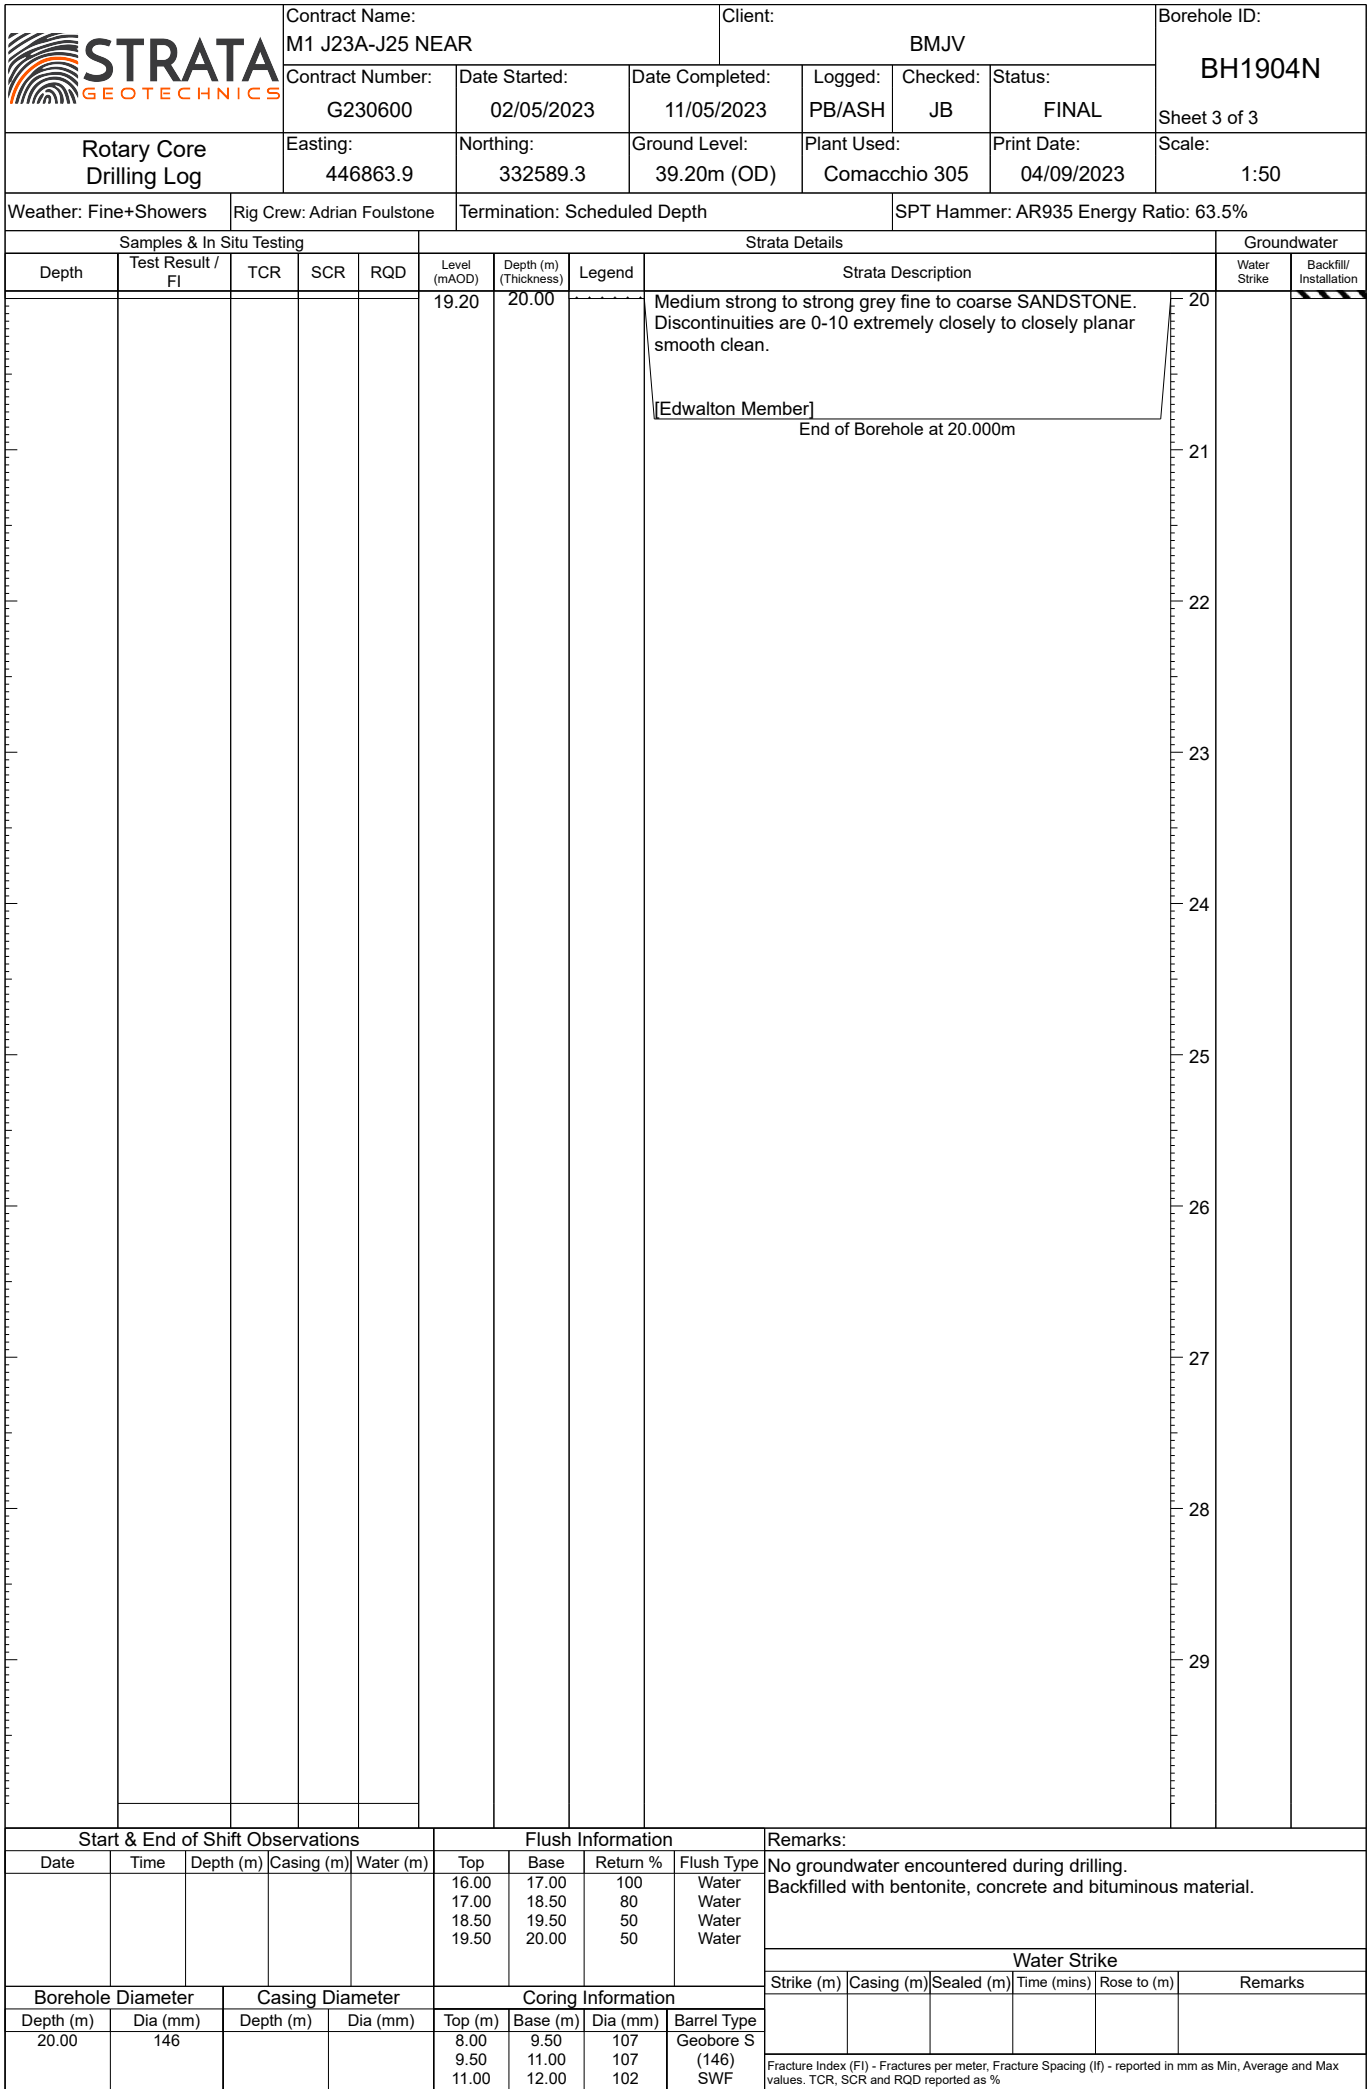 STRATA
GEOTECHNICS
Contract Name:
M1 J23A-J25 NEAR
Client:
BMJV
Borehole ID:
BH1904N
Sheet 3 of 3
Contract Number:
G230600
Date Started:
02/05/2023
Date Completed:
11/05/2023
Logged:
PB/ASH
Checked:
JB
Status:
FINAL
Rotary Core
Drilling Log
Easting:
446863.9
Northing:
332589.3
Ground Level:
39.20m (OD)
Plant Used:
Comacchio 305
Print Date:
04/09/2023
Scale:
1:50
Weather: Fine+Showers
Rig Crew: Adrian Foulstone
Termination: Scheduled Depth
SPT Hammer: AR935 Energy Ratio: 63.5%
Samples & In Situ Testing
Strata Details
Groundwater
Depth
Test Result /
FI
TCR
SCR
RQD
Level
(mAOD)
Depth (m)
(Thickness)
Legend
Strata Description
Water
Strike
Backfill/
Installation
19.20
20.00
Medium strong to strong grey fine to coarse SANDSTONE.
Discontinuities are 0-10 extremely closely to closely planar
smooth clean.
[Edwalton Member]
End of Borehole at 20.000m
20
21
22
23
24
25
26
27
28
29
Start & End of Shift Observations
Date Time Depth (m) Casing (m) Water (m)
Flush Information
Top Base Return % Flush Type
16.00 17.00 100 Water
17.00 18.50 80 Water
18.50 19.50 50 Water
19.50 20.00 50 Water
Remarks:
No groundwater encountered during drilling.
Backfilled with bentonite, concrete and bituminous material.
Water Strike
Strike (m) Casing (m) Sealed (m) Time (mins) Rose to (m) Remarks
Borehole Diameter
Depth (m) Dia (mm)
20.00 146
Casing Diameter
Depth (m) Dia (mm)
Coring Information
Top (m) Base (m) Dia (mm) Barrel Type
8.00 9.50 107 Geobore S
9.50 11.00 107 (146)
11.00 12.00 102 SWF
Fracture Index (FI) - Fractures per meter, Fracture Spacing (If) - reported in mm as Min, Average and Max
values. TCR, SCR and RQD reported as %